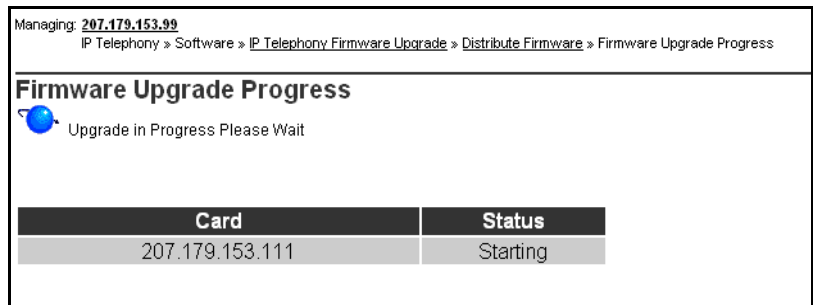 Managing: 207.179.153.99
IP Telephony » Software » IP Telephony Firmware Upgrade » Distribute Firmware » Firmware Upgrade Progress
Firmware Upgrade Progress
Upgrade in Progress Please Wait
Card Status
207.179.153.111 Starting